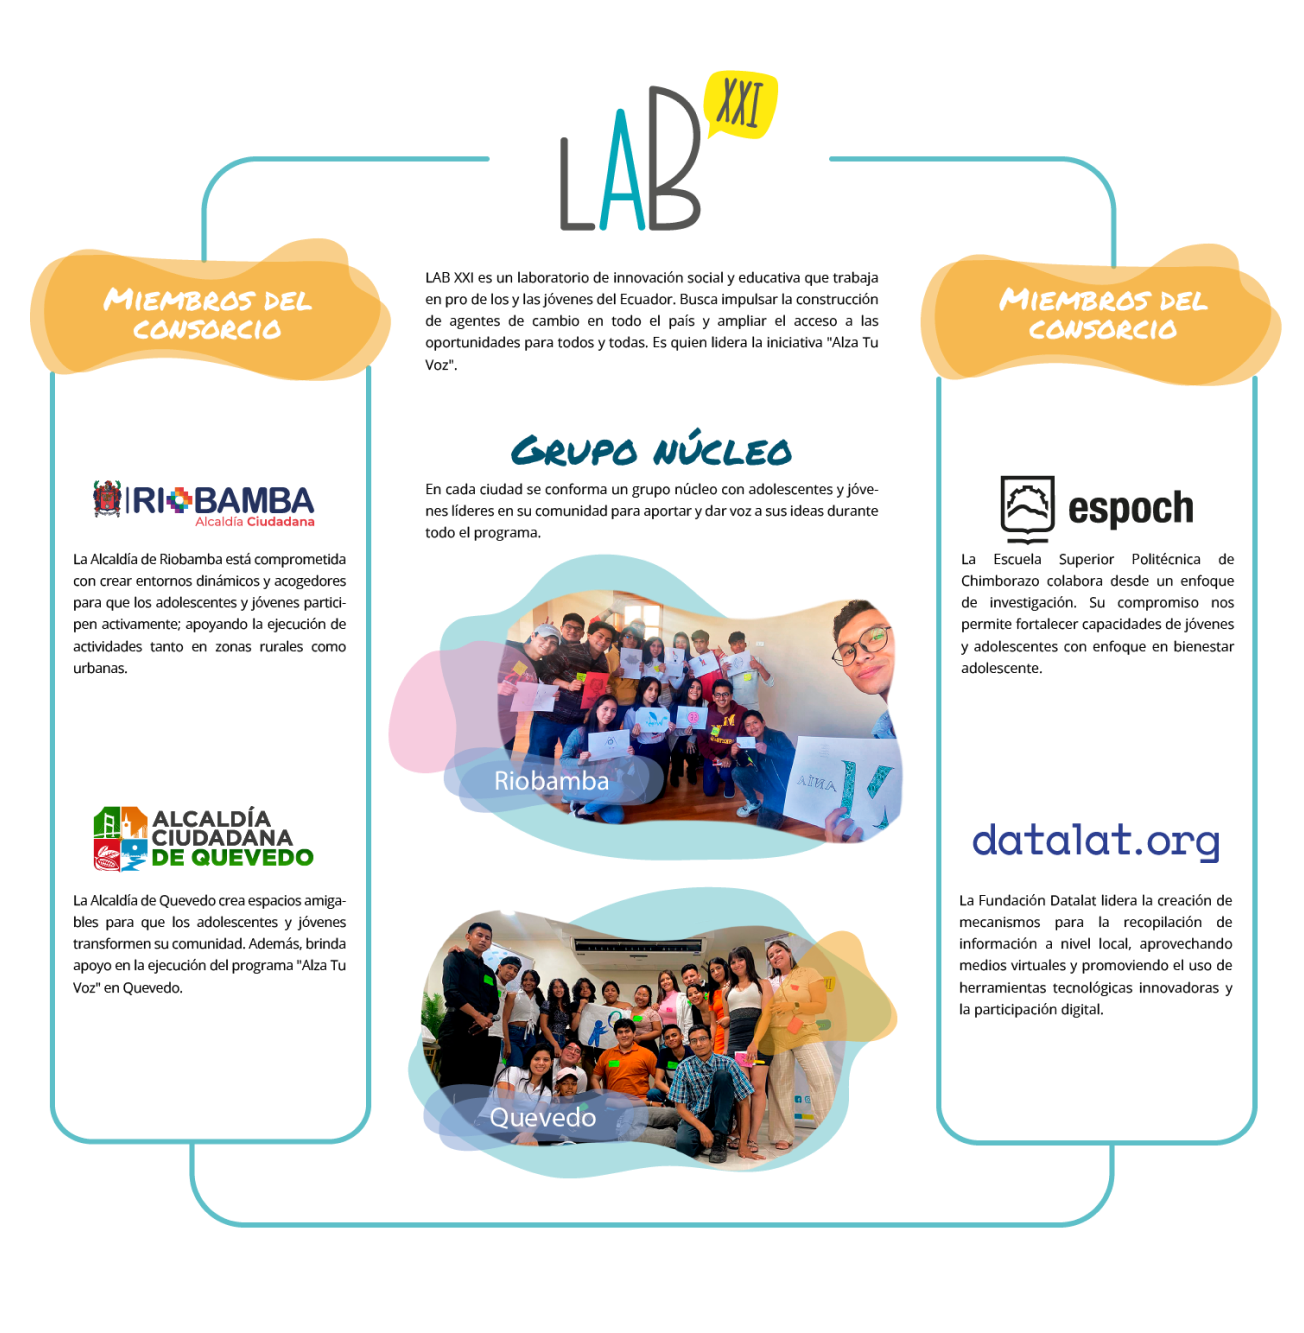 LAB XXI
LAB XXI es un laboratorio de innovación social y educativa que trabaja
en pro de los y las jóvenes del Ecuador. Busca impulsar la construcción
de agentes de cambio en todo el país y ampliar el acceso a las
oportunidades para todos y todas. Es quien lidera la iniciativa "Alza Tu
Voz".
MIEMBROS DEL
CONSORCIO
RIOBAMBA
Alcaldía Ciudadana
La Alcaldía de Riobamba está comprometida
con crear entornos dinámicos y acogedores
para que los adolescentes y jóvenes partici-
pen activamente; apoyando la ejecución de
actividades tanto en zonas rurales como
urbanas.
ALCALDÍA
CIUDADANA
DE QUEVEDO
La Alcaldía de Quevedo crea espacios amiga-
bles para que los adolescentes y jóvenes
transformen su comunidad. Además, brinda
apoyo en la ejecución del programa "Alza Tu
Voz" en Quevedo.
GRUPO NÚCLEO
En cada ciudad se conforma un grupo núcleo con adolescentes y jóve-
nes líderes en su comunidad para aportar y dar voz a sus ideas durante
todo el programa.
Riobamba
Quevedo
MIEMBROS DEL
CONSORCIO
espoch
La Escuela Superior Politécnica de
Chimborazo colabora desde un enfoque
de investigación. Su compromiso nos
permite fortalecer capacidades de jóvenes
y adolescentes con enfoque en bienestar
adolescente.
datalat.org
La Fundación Datalat lidera la creación de
mecanismos para la recopilación de
información a nivel local, aprovechando
medios virtuales y promoviendo el uso de
herramientas tecnológicas innovadoras y
la participación digital.